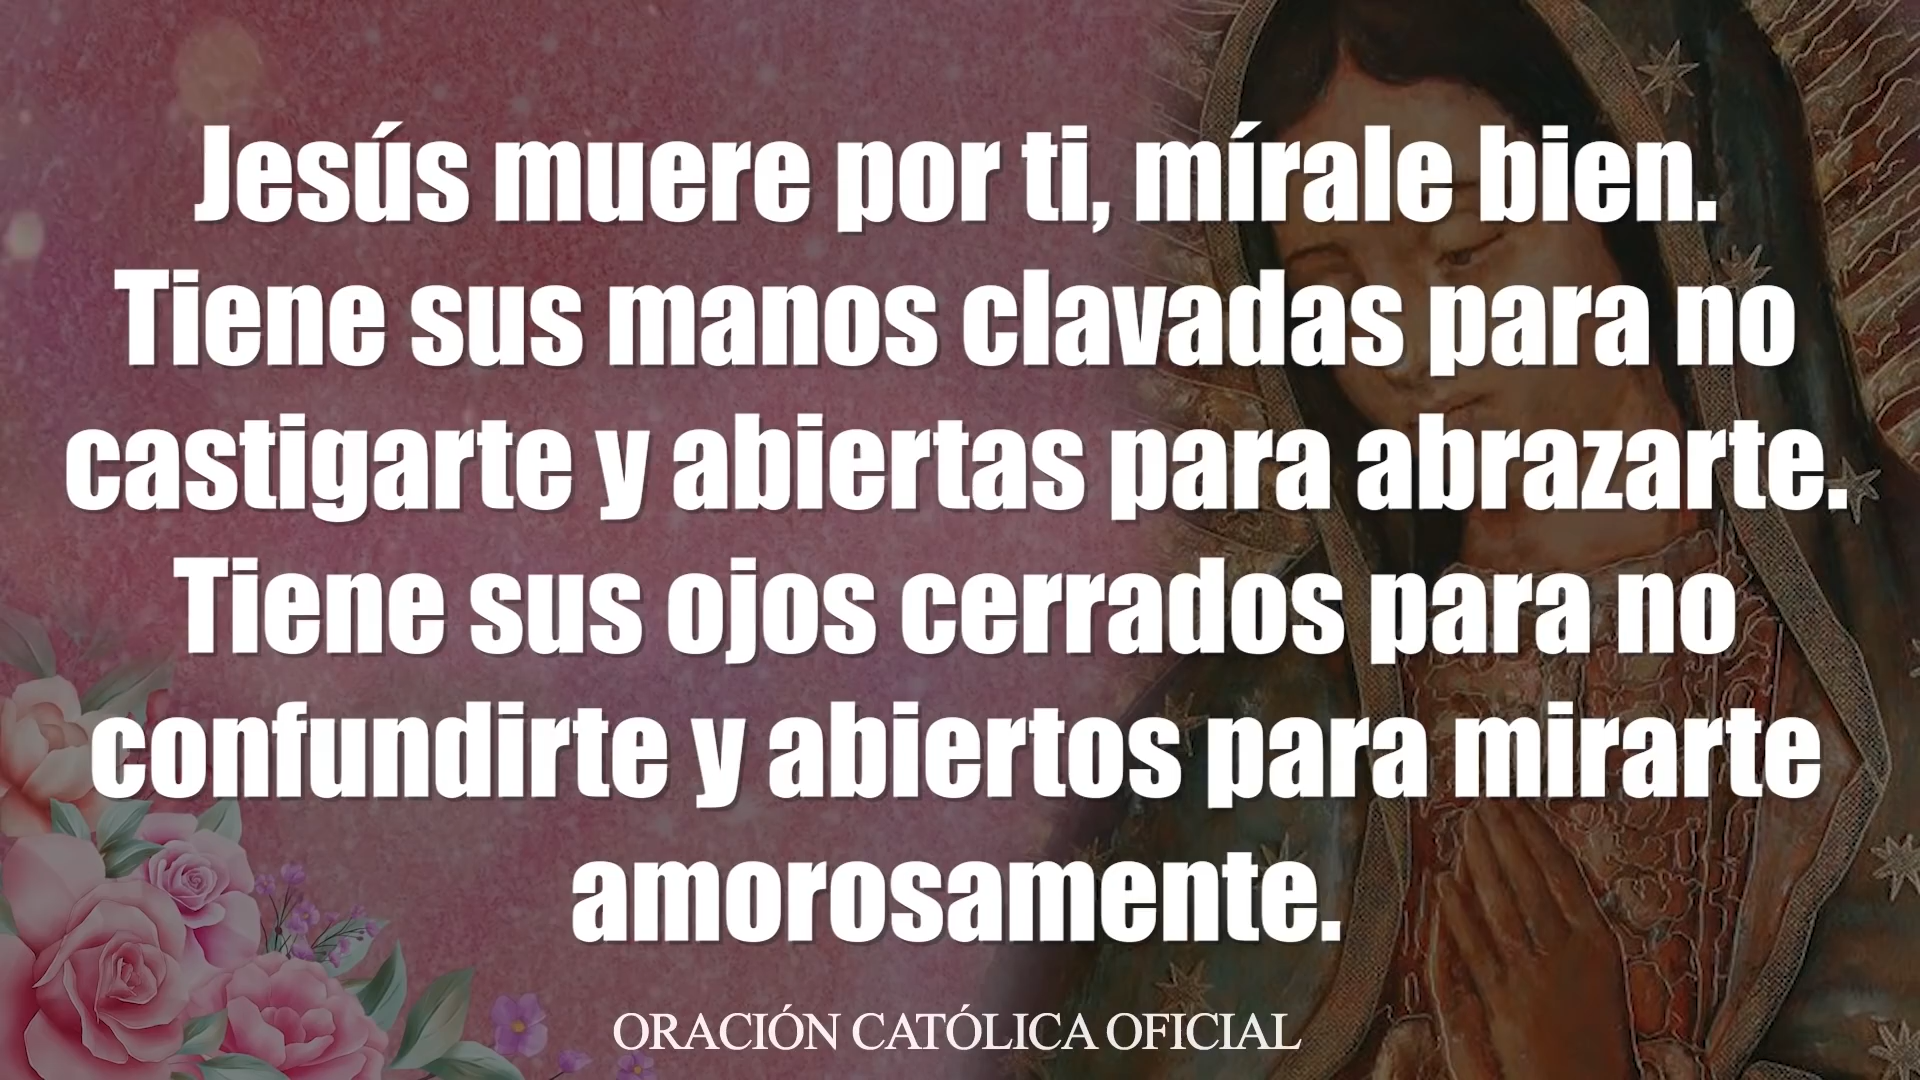 Jesús muere por ti, mírale bien.
Tiene sus manos clavadas para no
castigarte y abiertas para abrazarte.
Tiene sus ojos cerrados para no
confundirte y abiertos para mirarte
amorosamente.
ORACIÓN CATÓLICA OFICIAL